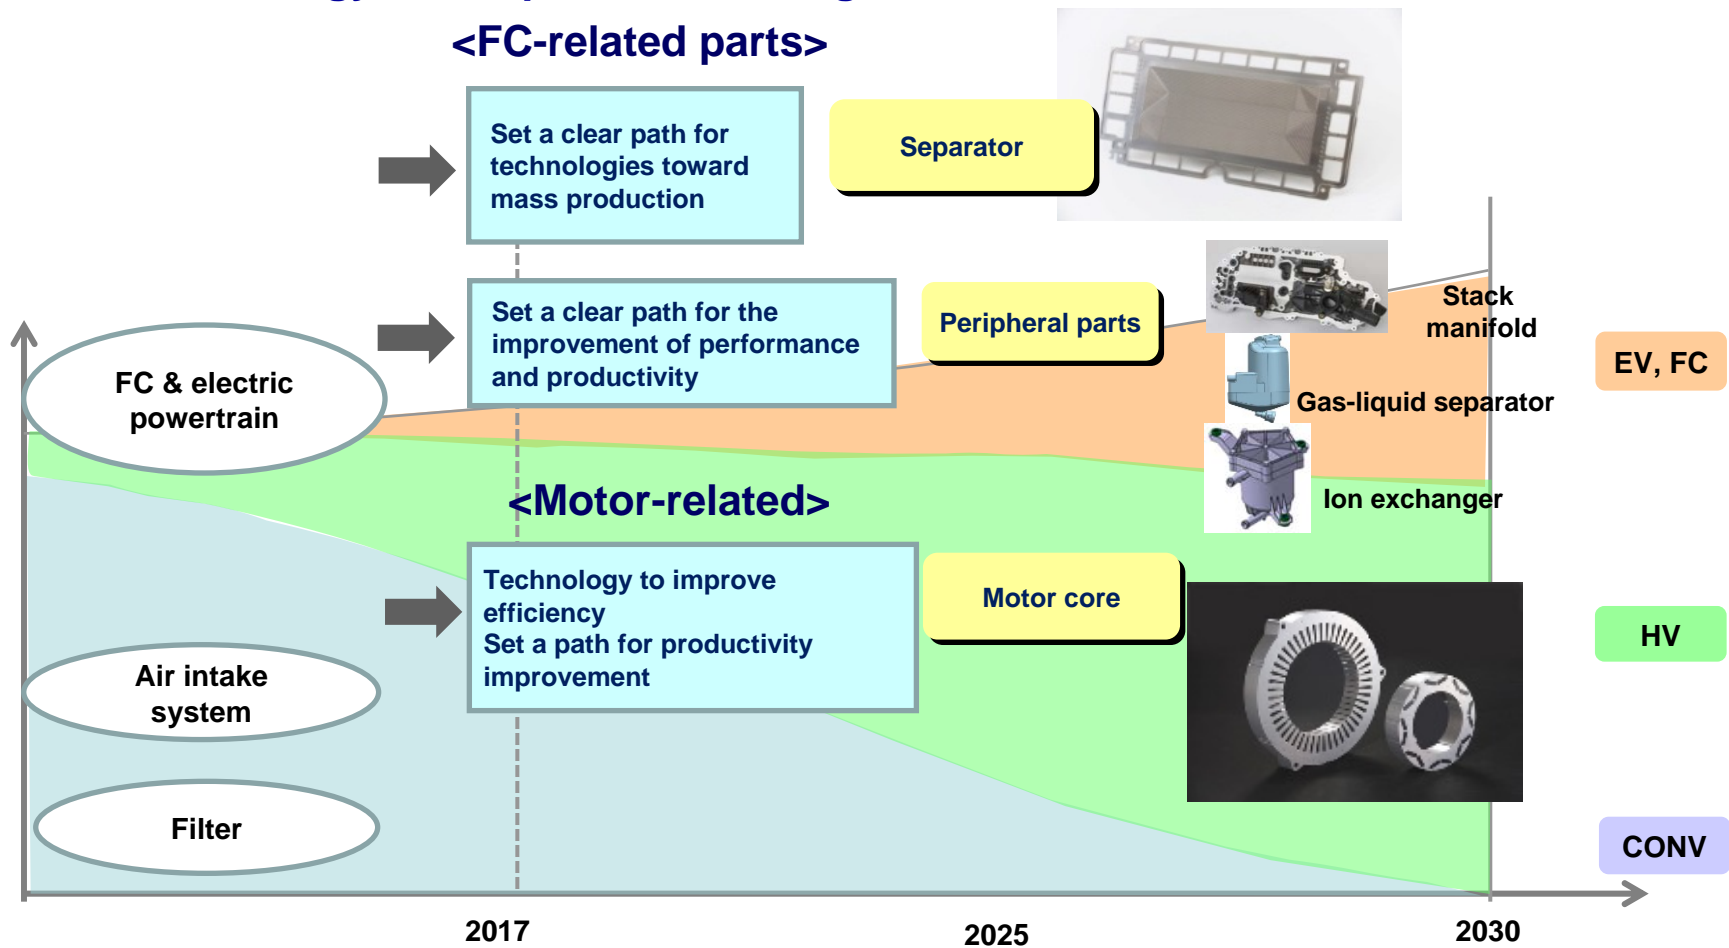 <FC-related parts>
Set a clear path for
technologies toward
mass production
Separator
Set a clear path for the
improvement of performance
and productivity
Peripheral parts
Stack
manifold
EV, FC
FC & electric
powertrain
Gas-liquid separator
Ion exchanger
<Motor-related>
Technology to improve
efficiency
Set a path for productivity
improvement
Motor core
HV
Air intake
system
Filter
CONV
2017
2025
2030